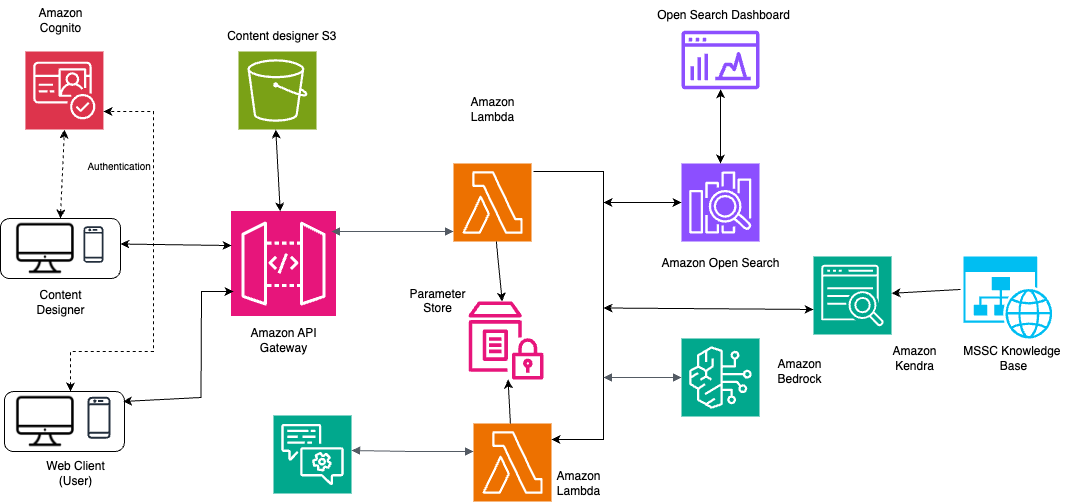 Amazon
Cognito
Content designer S3
Open Search Dashboard
Amazon
Lambda
Authentication
Content
Designer
Amazon API
Gateway
Parameter
Store
Amazon Open Search
Amazon
Bedrock
Amazon
Kendra
MSSC Knowledge
Base
Web Client
(User)
Amazon
Lambda